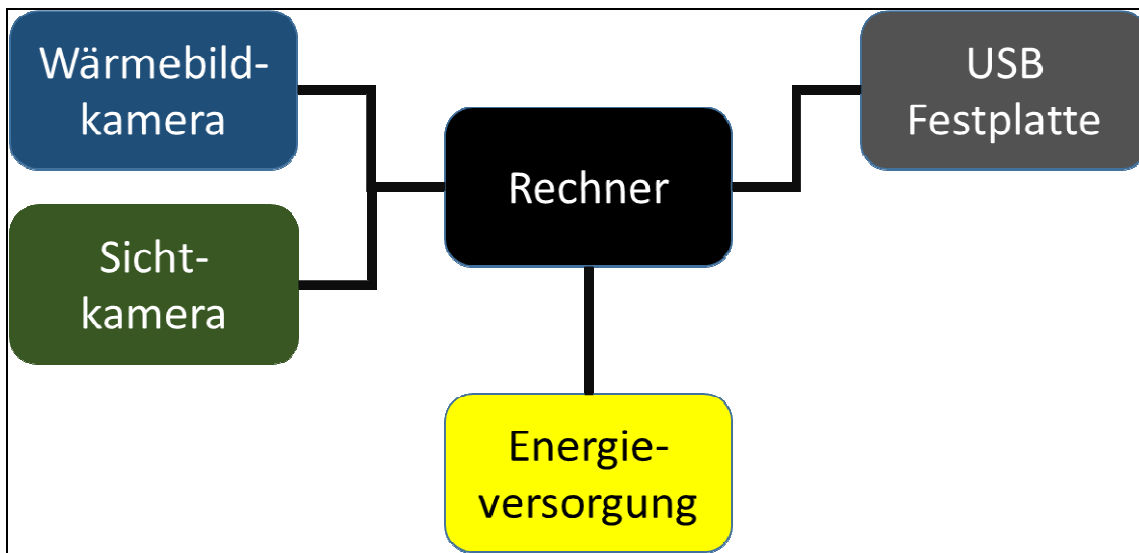 Wärmebild-
kamera
Sicht-
kamera
Rechner
USB
Festplatte
Energie-
versorgung